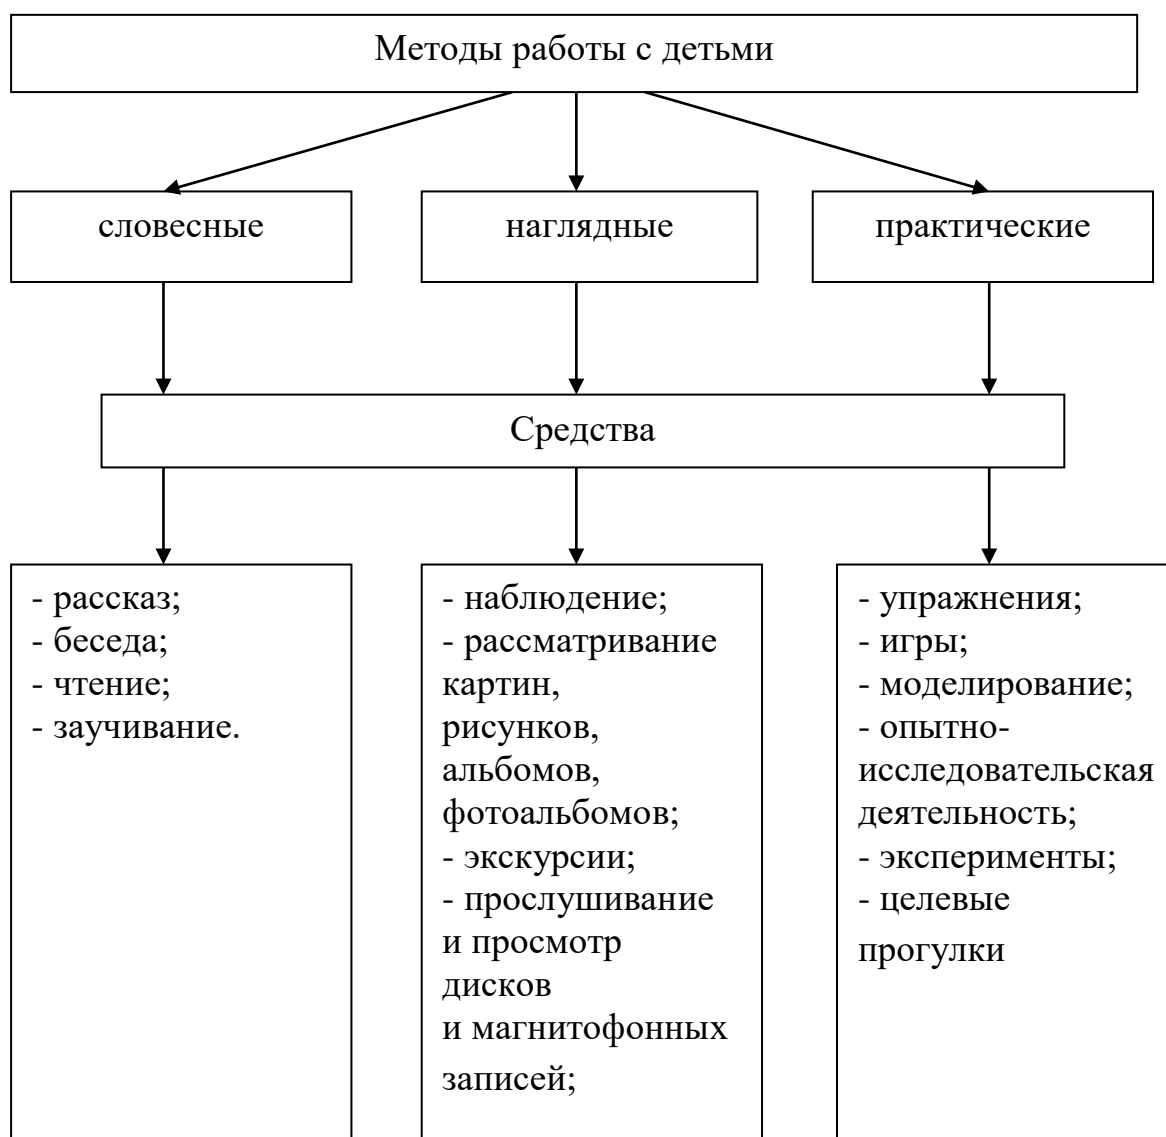 Методы работы с детьми
словесные
наглядные
практические
Средства
- рассказ;
- беседа;
- чтение;
- заучивание.
- наблюдение;
- рассматривание
картин,
рисунков,
альбомов,
фотоальбомов;
- экскурсии;
- прослушивание
и просмотр
дисков
и магнитофонных
записей;
- упражнения;
- игры;
- моделирование;
- опытно-
исследовательская
деятельность;
- эксперименты;
- целевые
прогулки